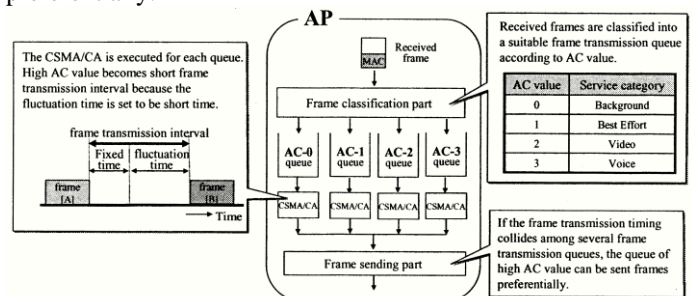 preferentially.
AP
The CSMA/CA is executed for each queue.
High AC value becomes short frame
transmission interval because the
fluctuation time is set to be short time.
frame transmission interval
Fixed
time
fluctuation
time
frame
[A]
frame
[B]
Time
Received
frame
MAC
Frame classification part
AC-0
queue
AC-1
queue
AC-2
queue
AC-3
queue
CSMA/CA
CSMA/CA
CSMA/CA
CSMA/CA
Frame sending part
Received frames are classified into
a suitable frame transmission queue
according to AC value.
AC value Service category
0 Background
1 Best Effort
2 Video
3 Voice
If the frame transmission timing
collides among several frame
transmission queues, the queue of
high AC value can be sent frames
preferentially.